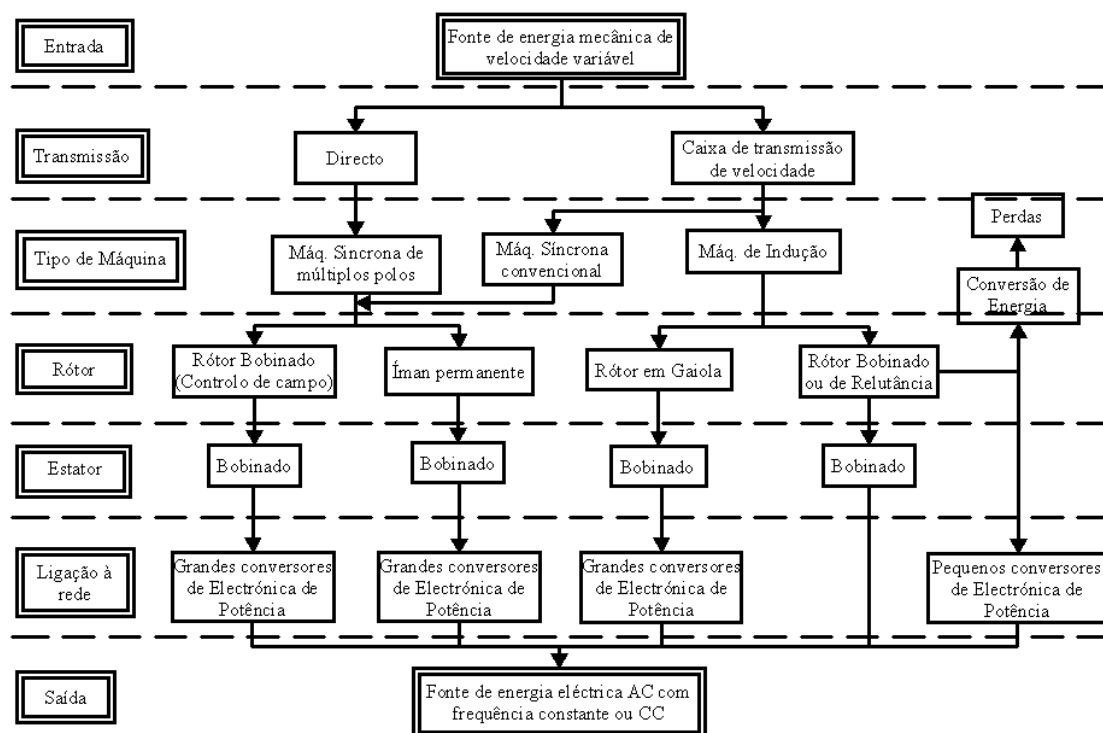 Entrada
Fonte de energia mecânica de
velocidade variável
Transmissão
Directo
Caixa de transmissão
de velocidade
Tipo de Máquina
Máq. Sincrona de
múltiplos polos
Máq. Síncrona
convencional
Máq. de Indução
Perdas
Conversão de
Energia
Rótor
Rótor Bobinado
(Controlo de campo)
Íman permanente
Rótor em Gaiola
Rótor Bobinado
ou de Relutância
Estator
Bobinado
Bobinado
Bobinado
Bobinado
Ligação à
rede
Grandes conversores
de Electrónica de
Potência
Grandes conversores
de Electrónica de
Potência
Grandes conversores
de Electrónica de
Potência
Pequenos conversores
de Electrónica de
Potência
Saída
Fonte de energia eléctrica AC com
frequência constante ou CC